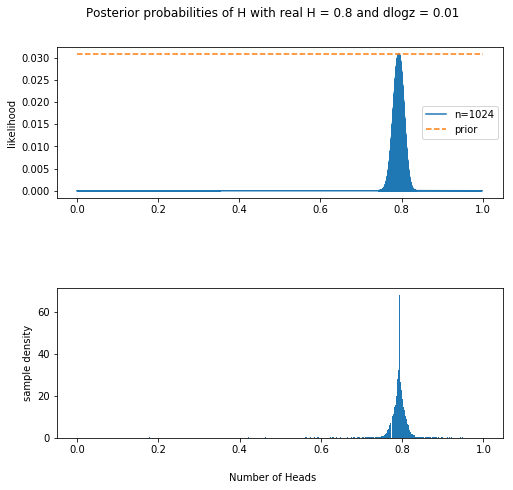 Posterior probabilities of H with real H = 0.8 and dlogz = 0.01
0.030
0.025
0.020
0.015
0.010
0.005
0.000
likelihood
n=1024
prior
0.0 0.2 0.4 0.6 0.8 1.0
60
40
20
0
sample density
0.0 0.2 0.4 0.6 0.8 1.0
Number of Heads